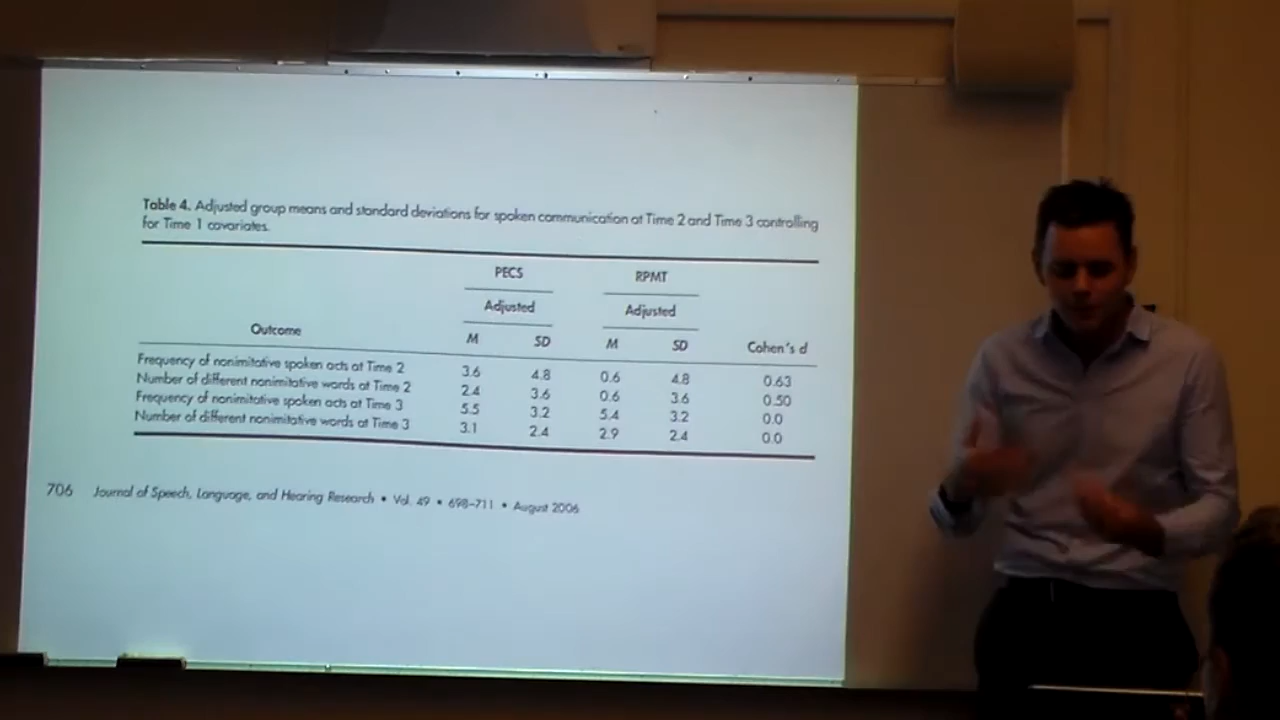 Table 4. Adjusted group means and standard deviations for spoken communication at Time 2 and Time 3 controlling
for Time 1 covariates.
PECS RPMT
Adjusted Adjusted
Outcome M SD M SD Cohen's d
Frequency of nonimitative spoken acts at Time 2 3.6 4.8 0.6 4.8 0.63
Number of different nonimitative words at Time 2 2.4 3.6 0.6 3.6 0.50
Frequency of nonimitative spoken acts at Time 3 5.5 3.2 5.4 3.2 0.0
Number of different nonimitative words at Time 3 3.1 2.4 2.9 2.4 0.0
706 Journal of Speech, Language, and Hearing Research • Vol. 49 • 698–711 • August 2006